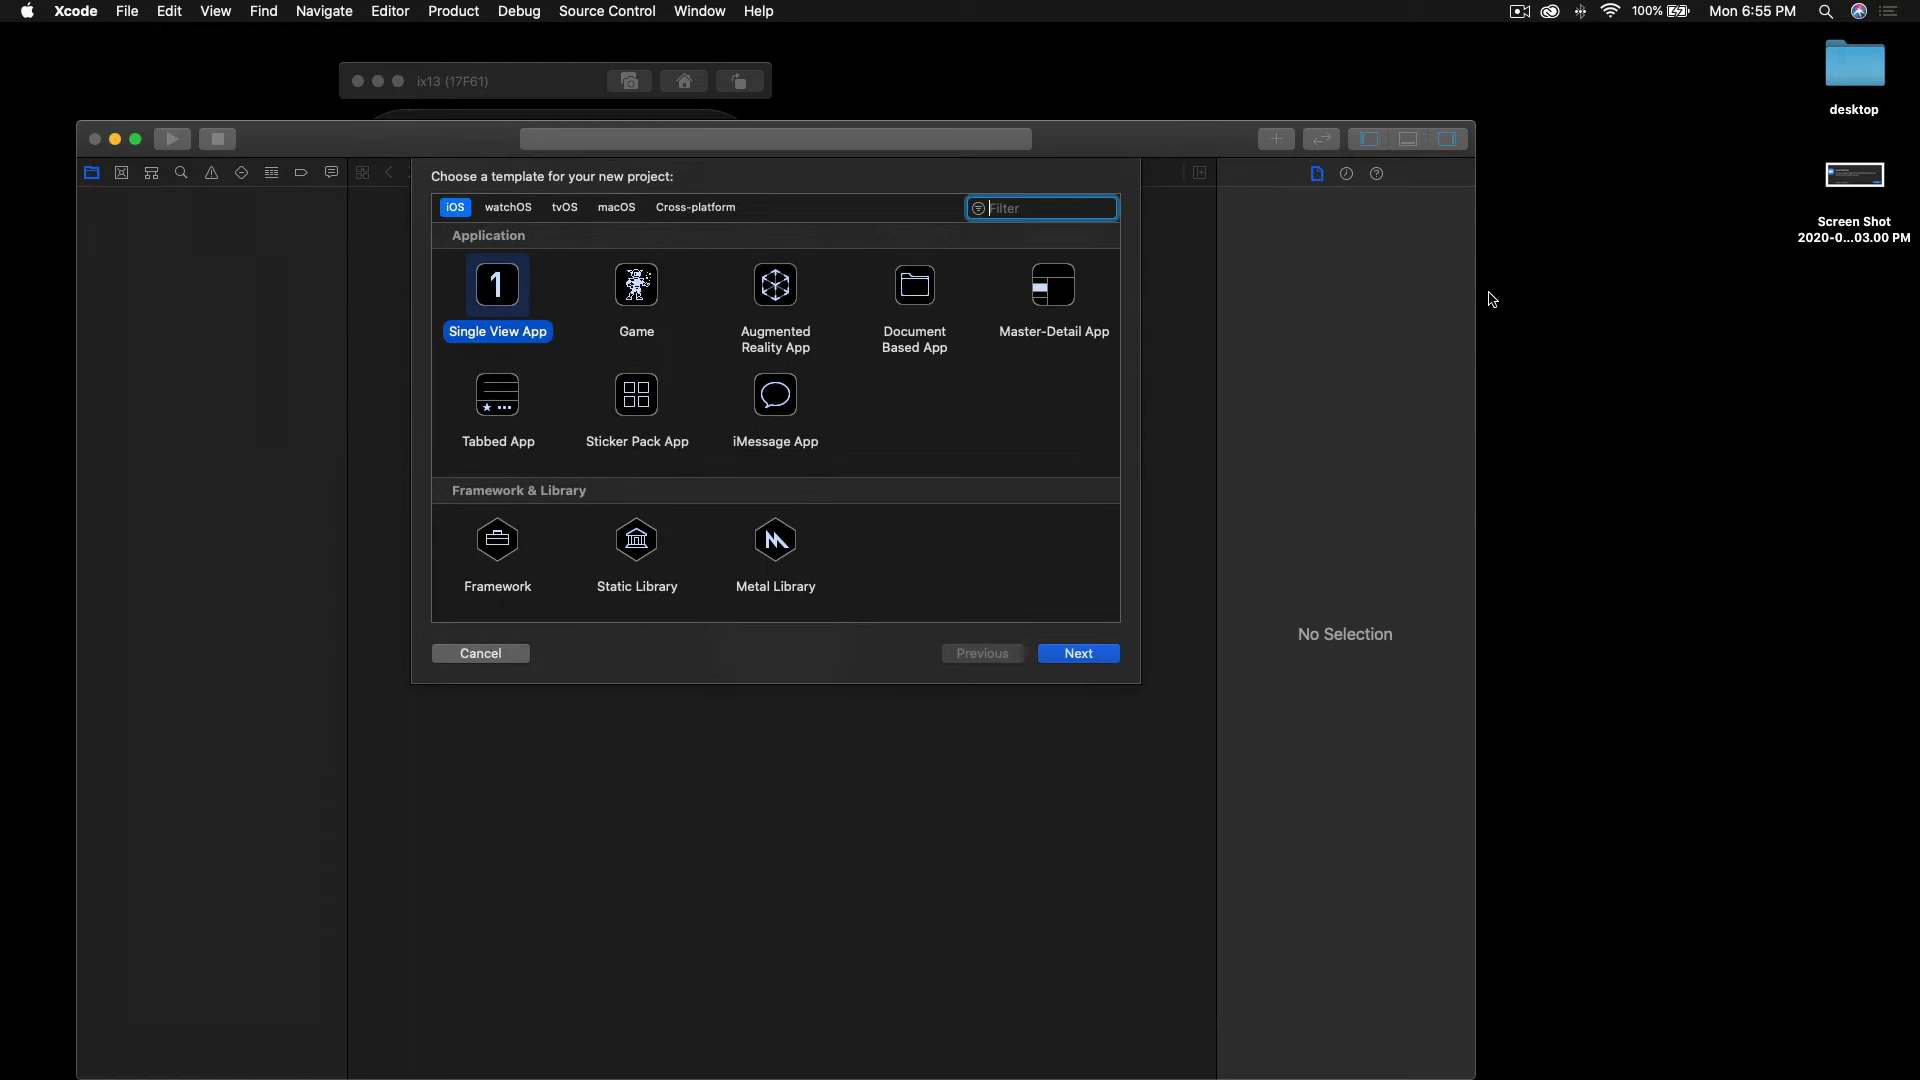 Xcode File Edit View Find Navigate Editor Product Debug Source Control Window Help 100% Mon 6:55 PM
ix13 (17F61)
desktop
Choose a template for your new project:
iOS watchOS tvOS macOS Cross-platform Filter
Application
1
Single View App Game Augmented Reality App Document Based App Master-Detail App
Tabbed App Sticker Pack App iMessage App
Framework & Library
Framework Static Library Metal Library
Cancel Previous Next
No Selection
Screen Shot
2020-0...03.00 PM